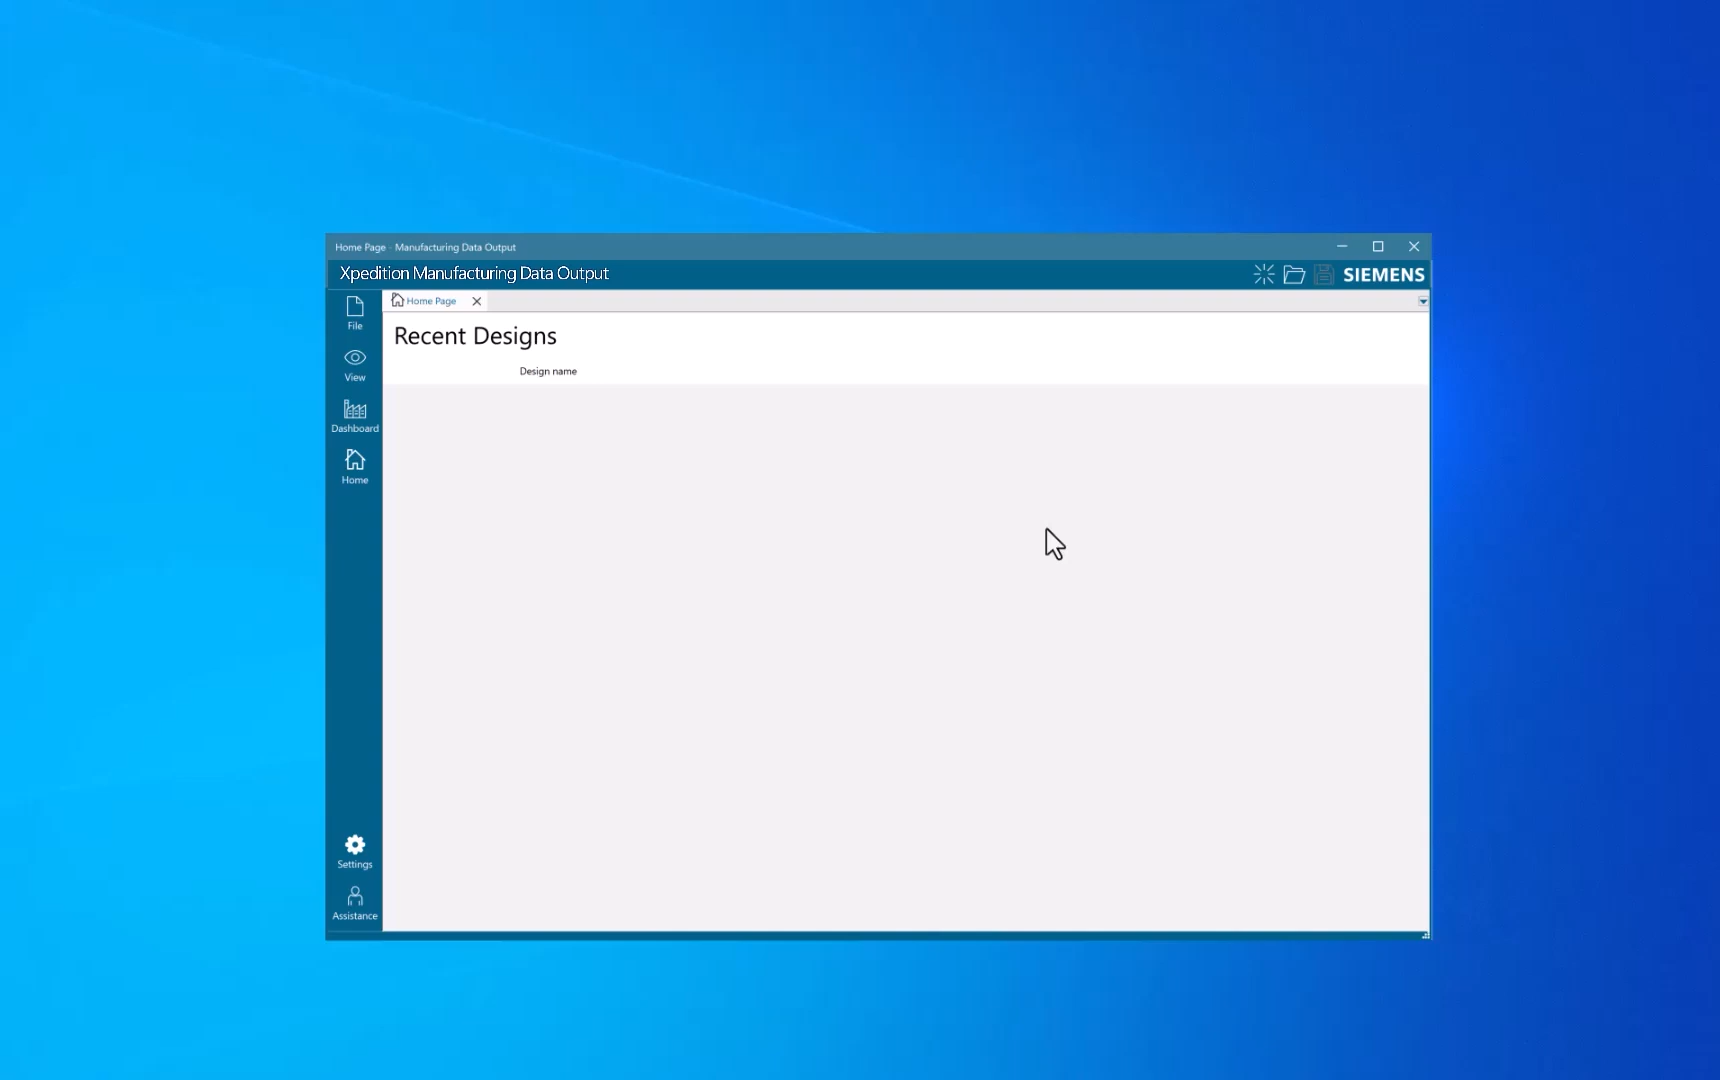 Home Page - Manufacturing Data Output
Xpedition Manufacturing Data Output
SIEMENS
File
Home Page
Recent Designs
Design name
View
Dashboard
Home
Settings
Assistance